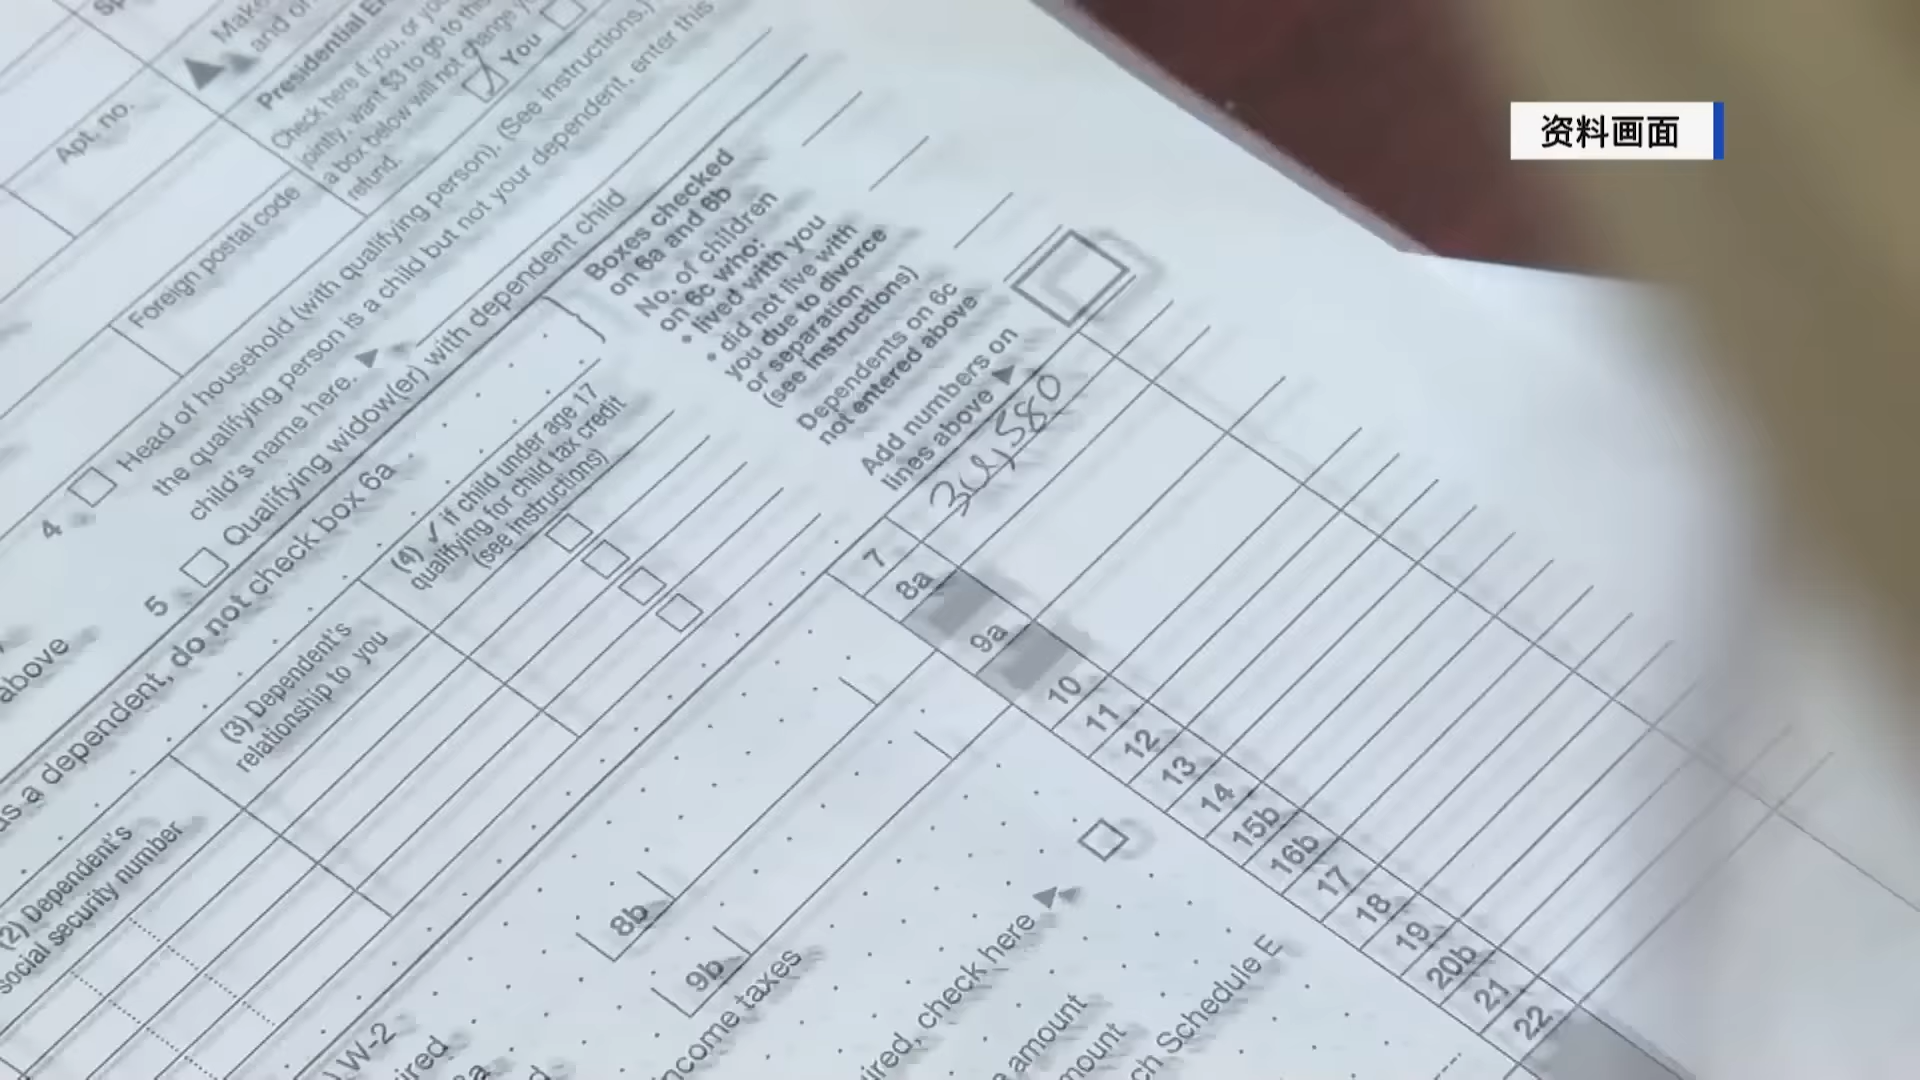 资料画面
Make
and on
Presidential
Check here if you, or
jointly, want $3 to go to this
a box below will not change
refund.
You
Apt. no.
Foreign postal code
4 Head of household (with qualifying person). (See instructions.)
the qualifying person is a child but not your dependent, enter this
child's name here.
5 Qualifying widow(er) with dependent child
above
as a dependent, do not check box 6a
Boxes checked
on 6a and 6b
No. of children
on 6c who:
• lived with you
• did not live with
you due to divorce
or separation
(see instructions)
Dependents on 6c
not entered above
Add numbers on
lines above
(2) Dependent's
social security number
(3) Dependent's
relationship to you
(4) ✓ if child under age 17
qualifying for child tax credit
(see instructions)
7
8a
8b
9a
9b
10
11
12
13
14
15b
16b
17
18
19
20b
21
22
W-2
income taxes
check here
amount
Schedule E